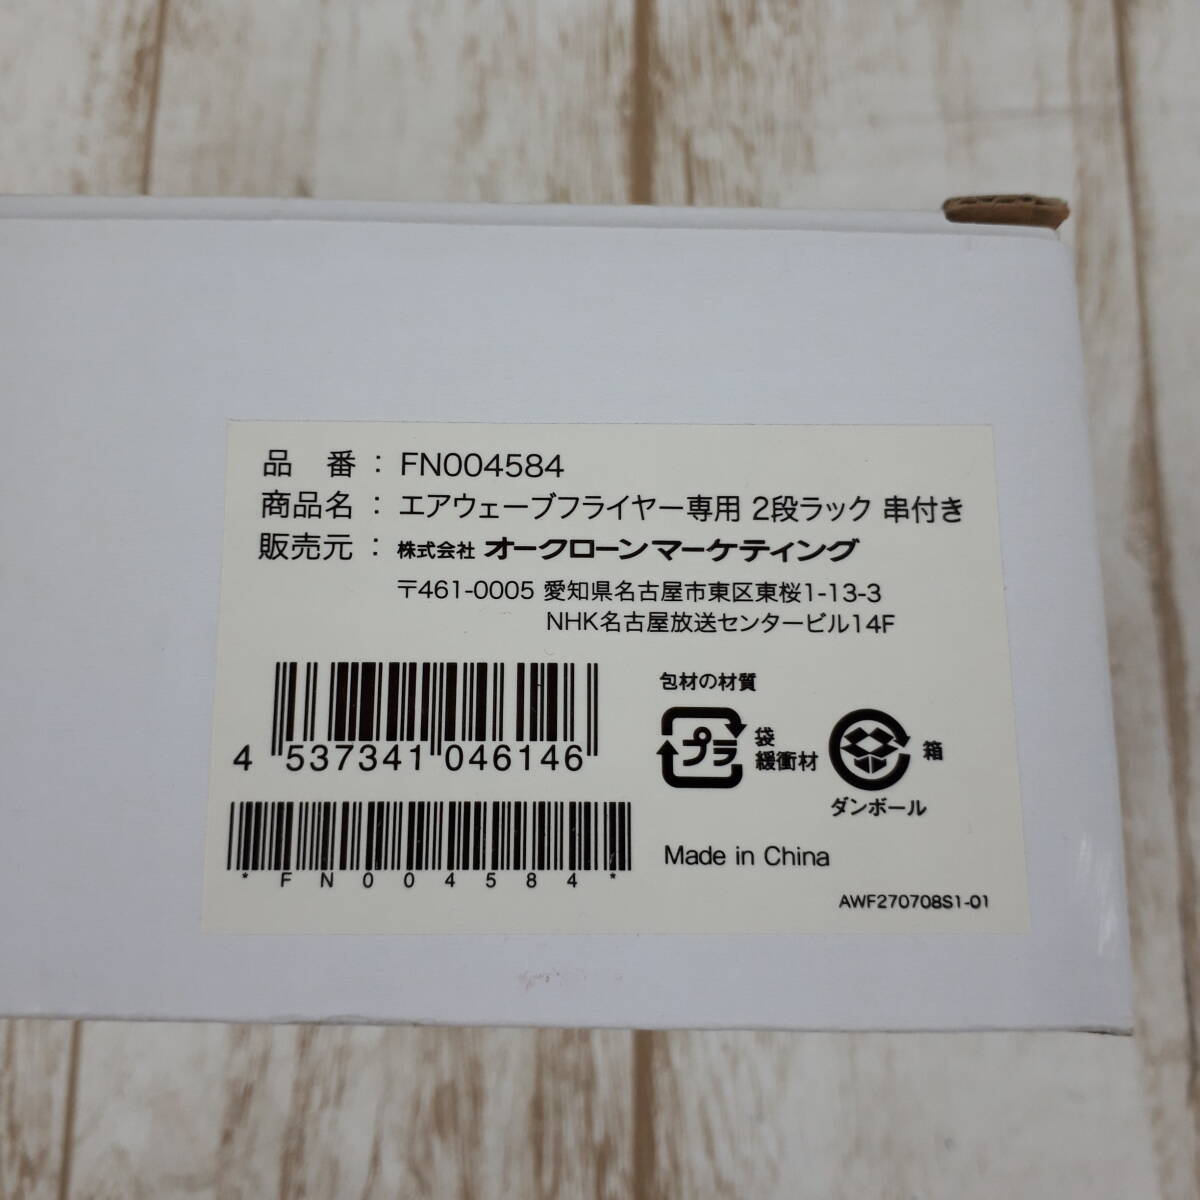 品 番 : FN004584
商品名 : エアウェーブフライヤー専用 2段ラック 串付き
販売元 : 株式会社 オークローンマーケティング
〒461-0005 愛知県名古屋市東区東桜1-13-3
NHK名古屋放送センタービル14F
包材の材質
プラ 袋 緩衝材
箱
ダンボール
4 537341 046146
*FN004584*
Made in China
AWF270708S1-01